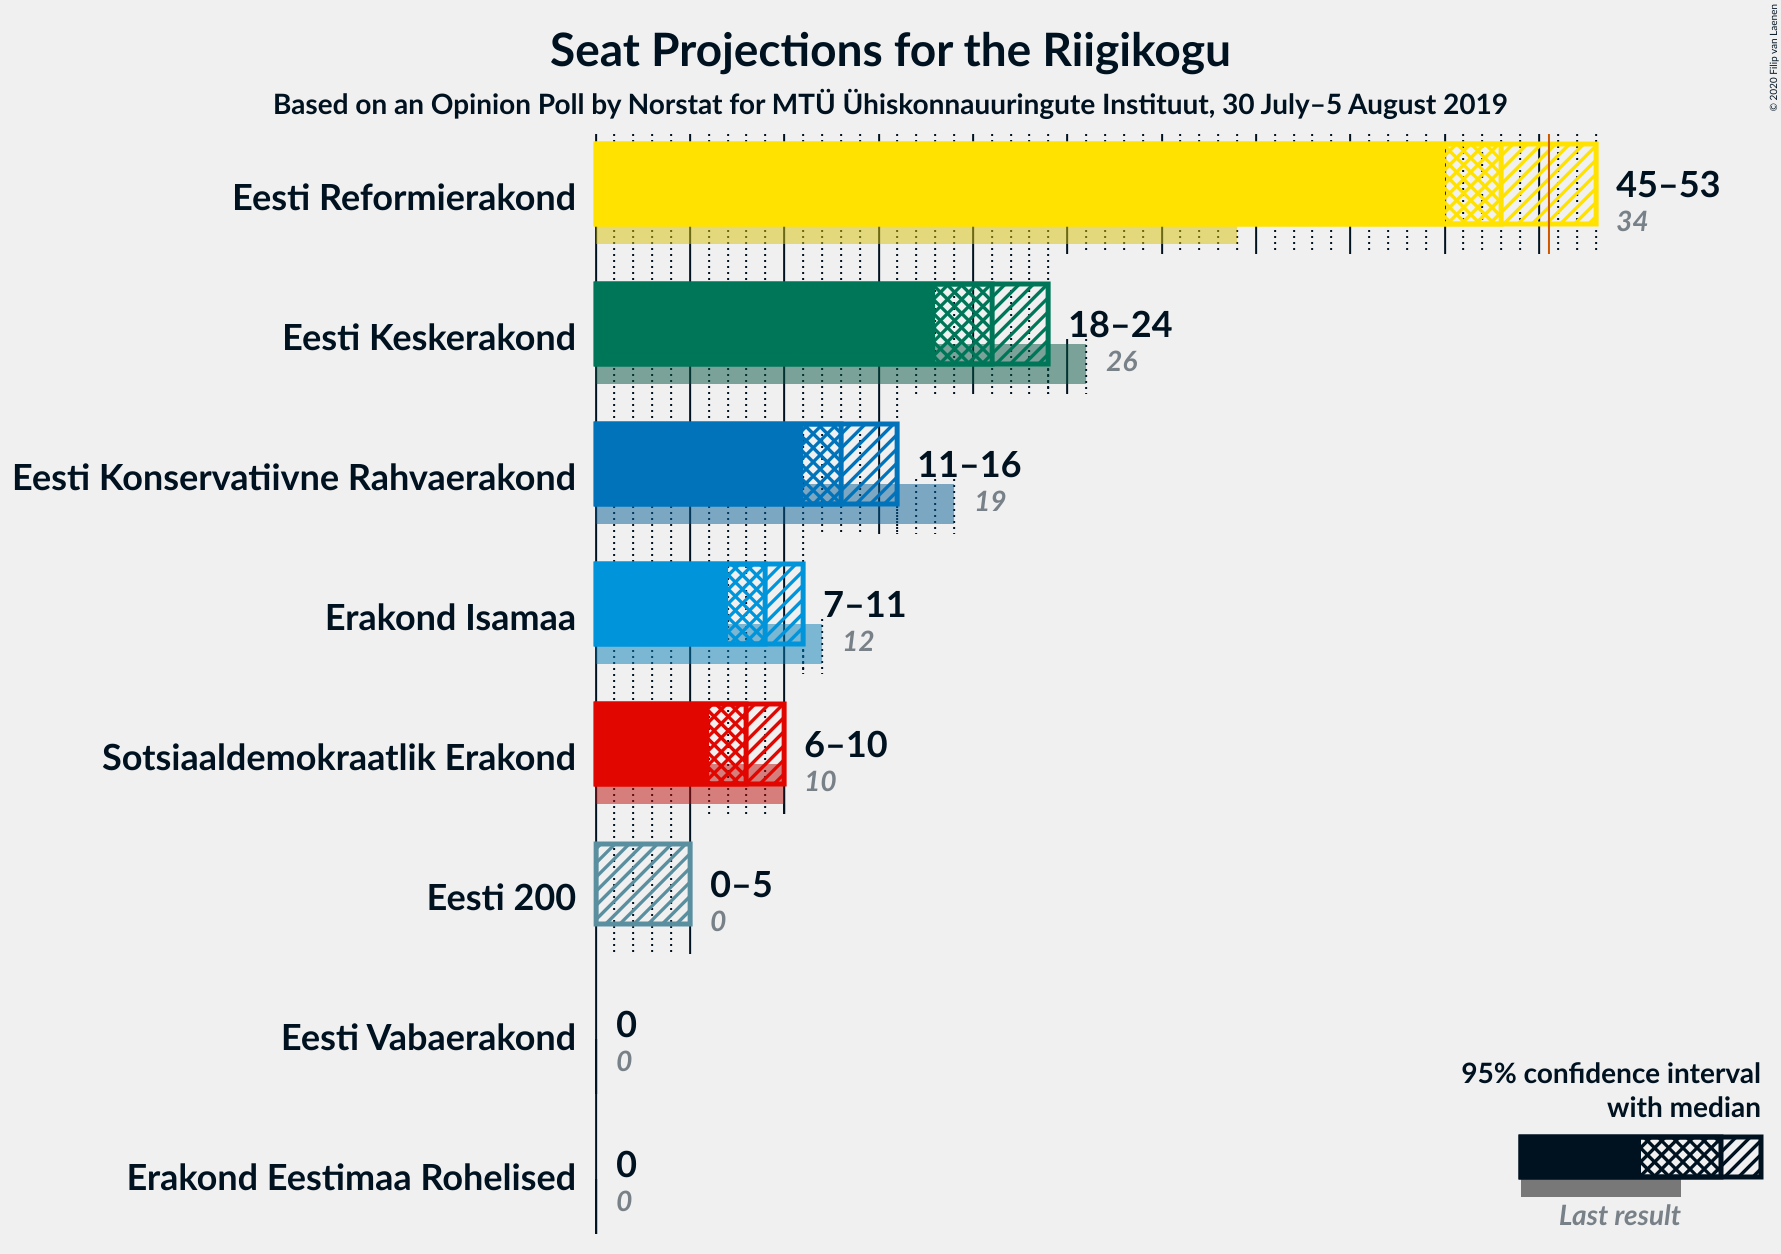 Seat Projections for the Riigikogu
Based on an Opinion Poll by Norstat for MTÜ Ühiskonnauuringute Instituut, 30 July–5 August 2019
© 2020 Filip van Laenen
Eesti Reformierakond
45–53
34
Eesti Keskerakond
18–24
26
Eesti Konservatiivne Rahvaerakond
11–16
19
Erakond Isamaa
7–11
12
Sotsiaaldemokraatlik Erakond
6–10
10
Eesti 200
0–5
0
Eesti Vabaerakond
0
0
Erakond Eestimaa Rohelised
0
0
95% confidence interval
with median
Last result